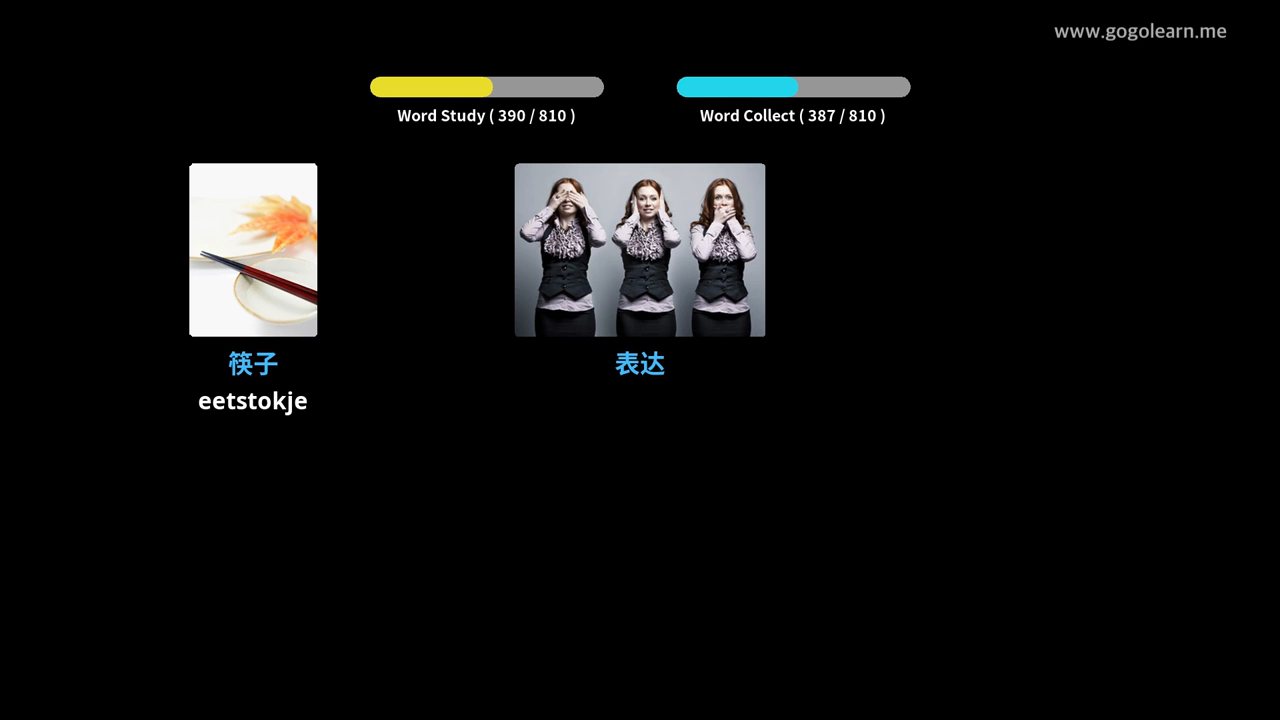 www.gogolearn.me
Word Study ( 390 / 810 )
Word Collect ( 387 / 810 )
筷子
eetstokje
表达